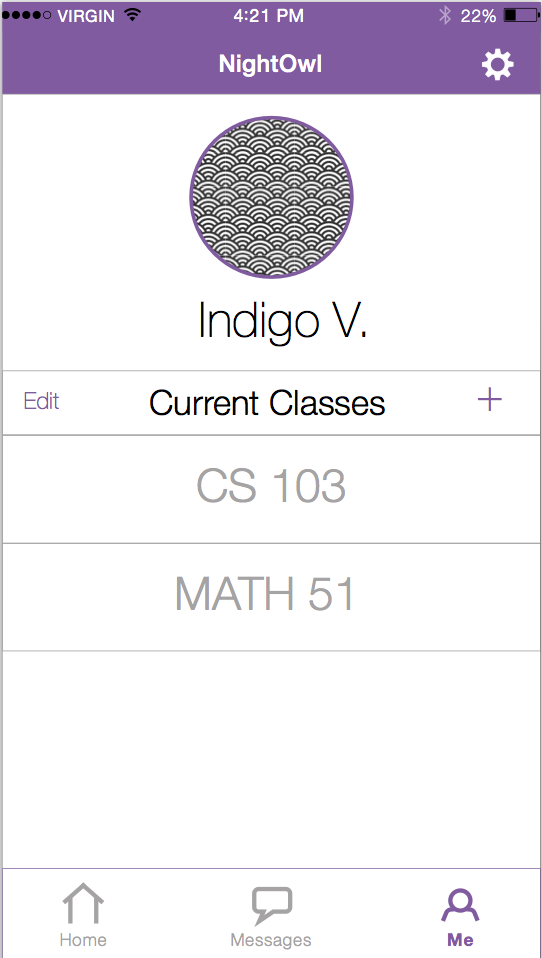 VIRGIN 4:21 PM 22%
NightOwl
Indigo V.
Edit Current Classes +
CS 103
MATH 51
Home Messages Me